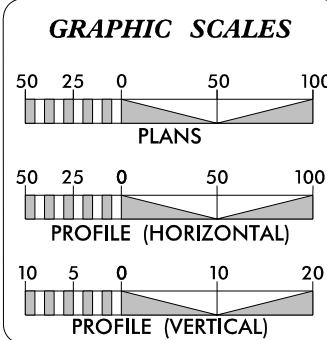 GRAPHIC SCALES
50 25 0 50 100
PLANS
50 25 0 50 100
PROFILE (HORIZONTAL)
10 5 0 10 20
PROFILE (VERTICAL)